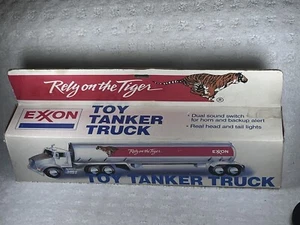 Rely on the Tiger
®
EXXON
TOY
TANKER
TRUCK
• Dual sound switch
for horn and backup alert
• Real head and tail lights
Rely on the Tiger
EXXON
TOY TANKER TRUCK